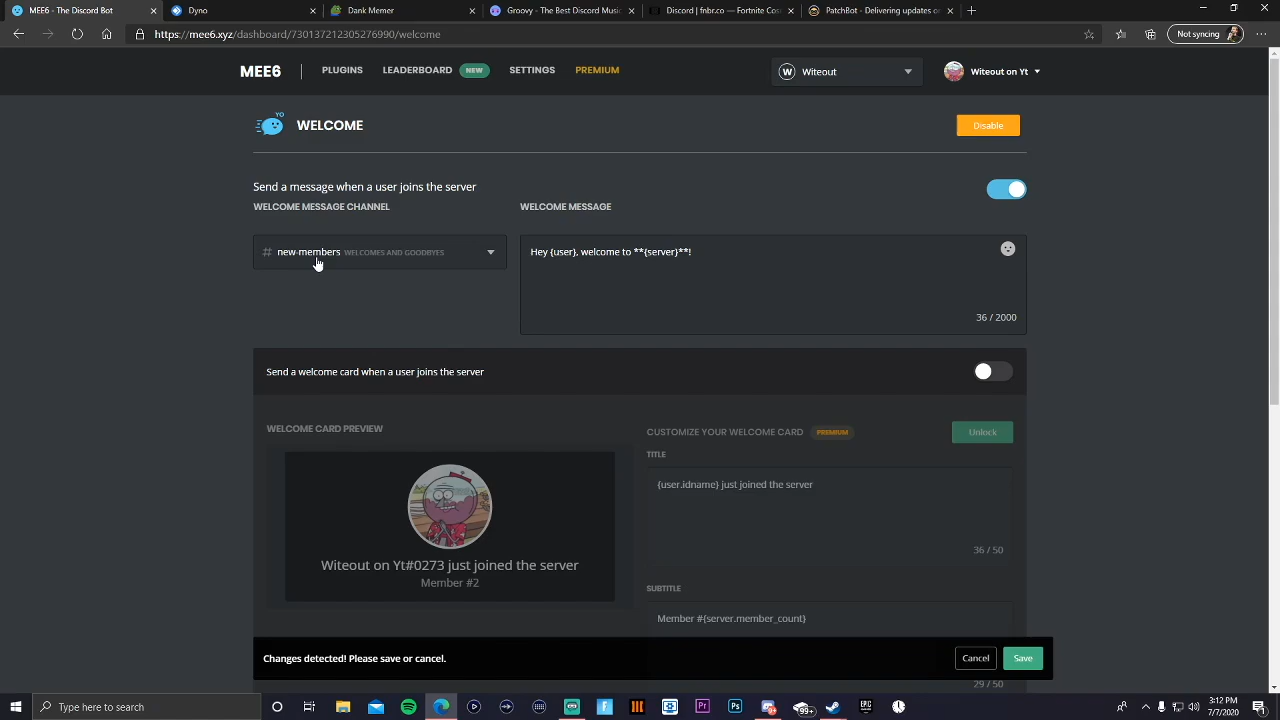 MEE6 - The Discord Bot
Dyno
Dank Memer
Groovy - The Best Discord Music
Discord | fnbr.co — Fortnite Cos
PatchBot - Delivering updates o
https://mee6.xyz/dashboard/730137212305276990/welcome
Not syncing
MEE6
PLUGINS
LEADERBOARD NEW
SETTINGS
PREMIUM
W Witeout
Witeout on Yt
YO
WELCOME
Disable
Send a message when a user joins the server
WELCOME MESSAGE CHANNEL
WELCOME MESSAGE
# new-members WELCOMES AND GOODBYES
Hey {user}, welcome to **{server}**!
36 / 2000
Send a welcome card when a user joins the server
WELCOME CARD PREVIEW
CUSTOMIZE YOUR WELCOME CARD PREMIUM
Unlock
TITLE
{user.idname} just joined the server
36 / 50
Witeout on Yt#0273 just joined the server
Member #2
SUBTITLE
Member #{server.member_count}
29 / 50
Changes detected! Please save or cancel.
Cancel
Save
Type here to search
99+
3:12 PM
7/7/2020